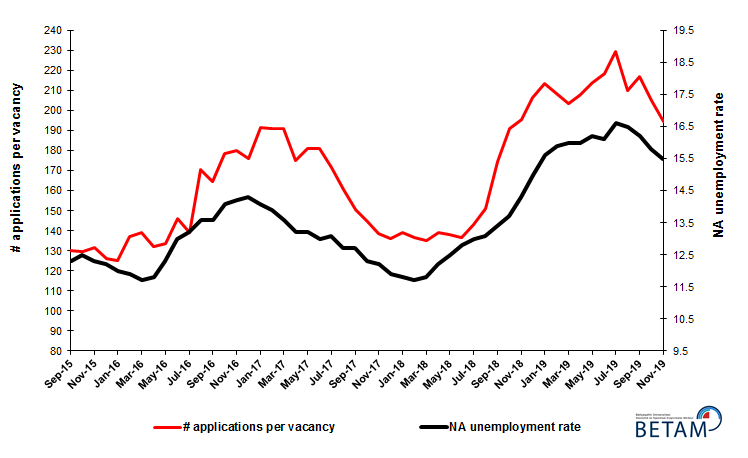 240
230
220
210
200
190
180
170
160
150
140
130
120
110
100
90
80
# applications per vacancy
19.5
18.5
17.5
16.5
15.5
14.5
13.5
12.5
11.5
10.5
9.5
NA unemployment rate
Sep-15
Nov-15
Jan-16
Mar-16
May-16
Jul-16
Sep-16
Nov-16
Jan-17
Mar-17
May-17
Jul-17
Sep-17
Nov-17
Jan-18
Mar-18
May-18
Jul-18
Sep-18
Nov-18
Jan-19
Mar-19
May-19
Jul-19
Sep-19
Nov-19
# applications per vacancy
NA unemployment rate
BETAM